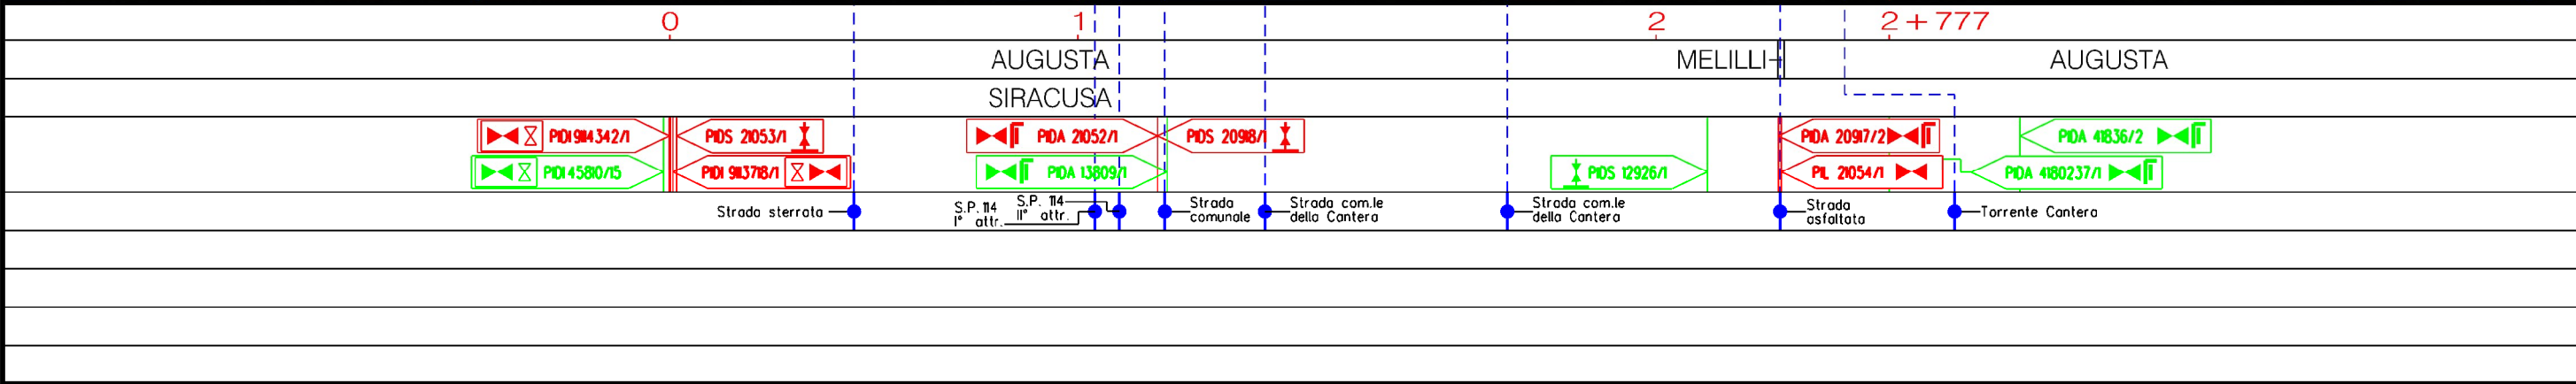 0 1 2 2+777
AUGUSTA MELILLI AUGUSTA
SIRACUSA
PIDI 9114342/1 PIDS 21053/1 PIDA 21052/1 PIDS 20918/1 PIDA 20917/2 PIDA 41836/2
PIDI 45810/15 PIDI 9113718/1 PIDA 13809/1 PIDS 12926/1 PIL 21054/1 PIDA 4180237/1
Strada sterrata
S.P. 114
I° attr.
S.P. 114
II° attr.
Strada
comunale
Strada com.le
della Cantera
Strada com.le
della Cantera
Strada
asfaltata
Torrente Cantera